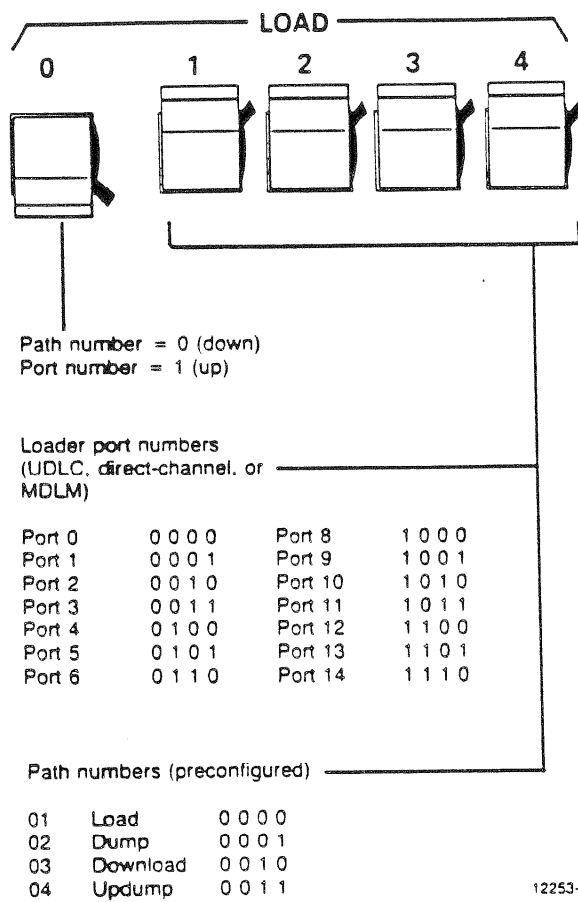 LOAD
0 1 2 3 4
Path number = 0 (down)
Port number = 1 (up)
Loader port numbers
(UDLC, direct-channel, or
MDLM)
Port 0 0 0 0 0 Port 8 1 0 0 0
Port 1 0 0 0 1 Port 9 1 0 0 1
Port 2 0 0 1 0 Port 10 1 0 1 0
Port 3 0 0 1 1 Port 11 1 0 1 1
Port 4 0 1 0 0 Port 12 1 1 0 0
Port 5 0 1 0 1 Port 13 1 1 0 1
Port 6 0 1 1 0 Port 14 1 1 1 0
Path numbers (preconfigured)
01 Load 0 0 0 0
02 Dump 0 0 0 1
03 Download 0 0 1 0
04 Updump 0 0 1 1
12253-